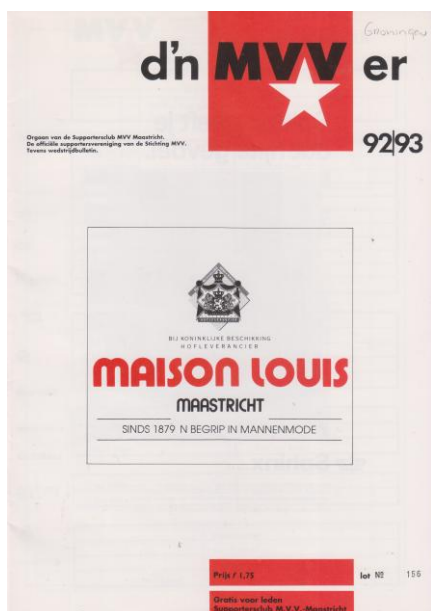 Groningen
d'n MVV er
Orgaan van de Supportersclub MVV Maastricht.
De officiële supportersvereniging van de Stichting MVV.
Tevens wedstrijdbulletin.
92|93
BIJ KONINKLIJKE BESCHIKKING
HOFLEVERANCIER
MAISON LOUIS
MAASTRICHT
SINDS 1879 N BEGRIP IN MANNENMODE
Prijs f 1,75
lot Nº 156
Gratis voor leden
Supportersclub M.V.V.-Maastricht